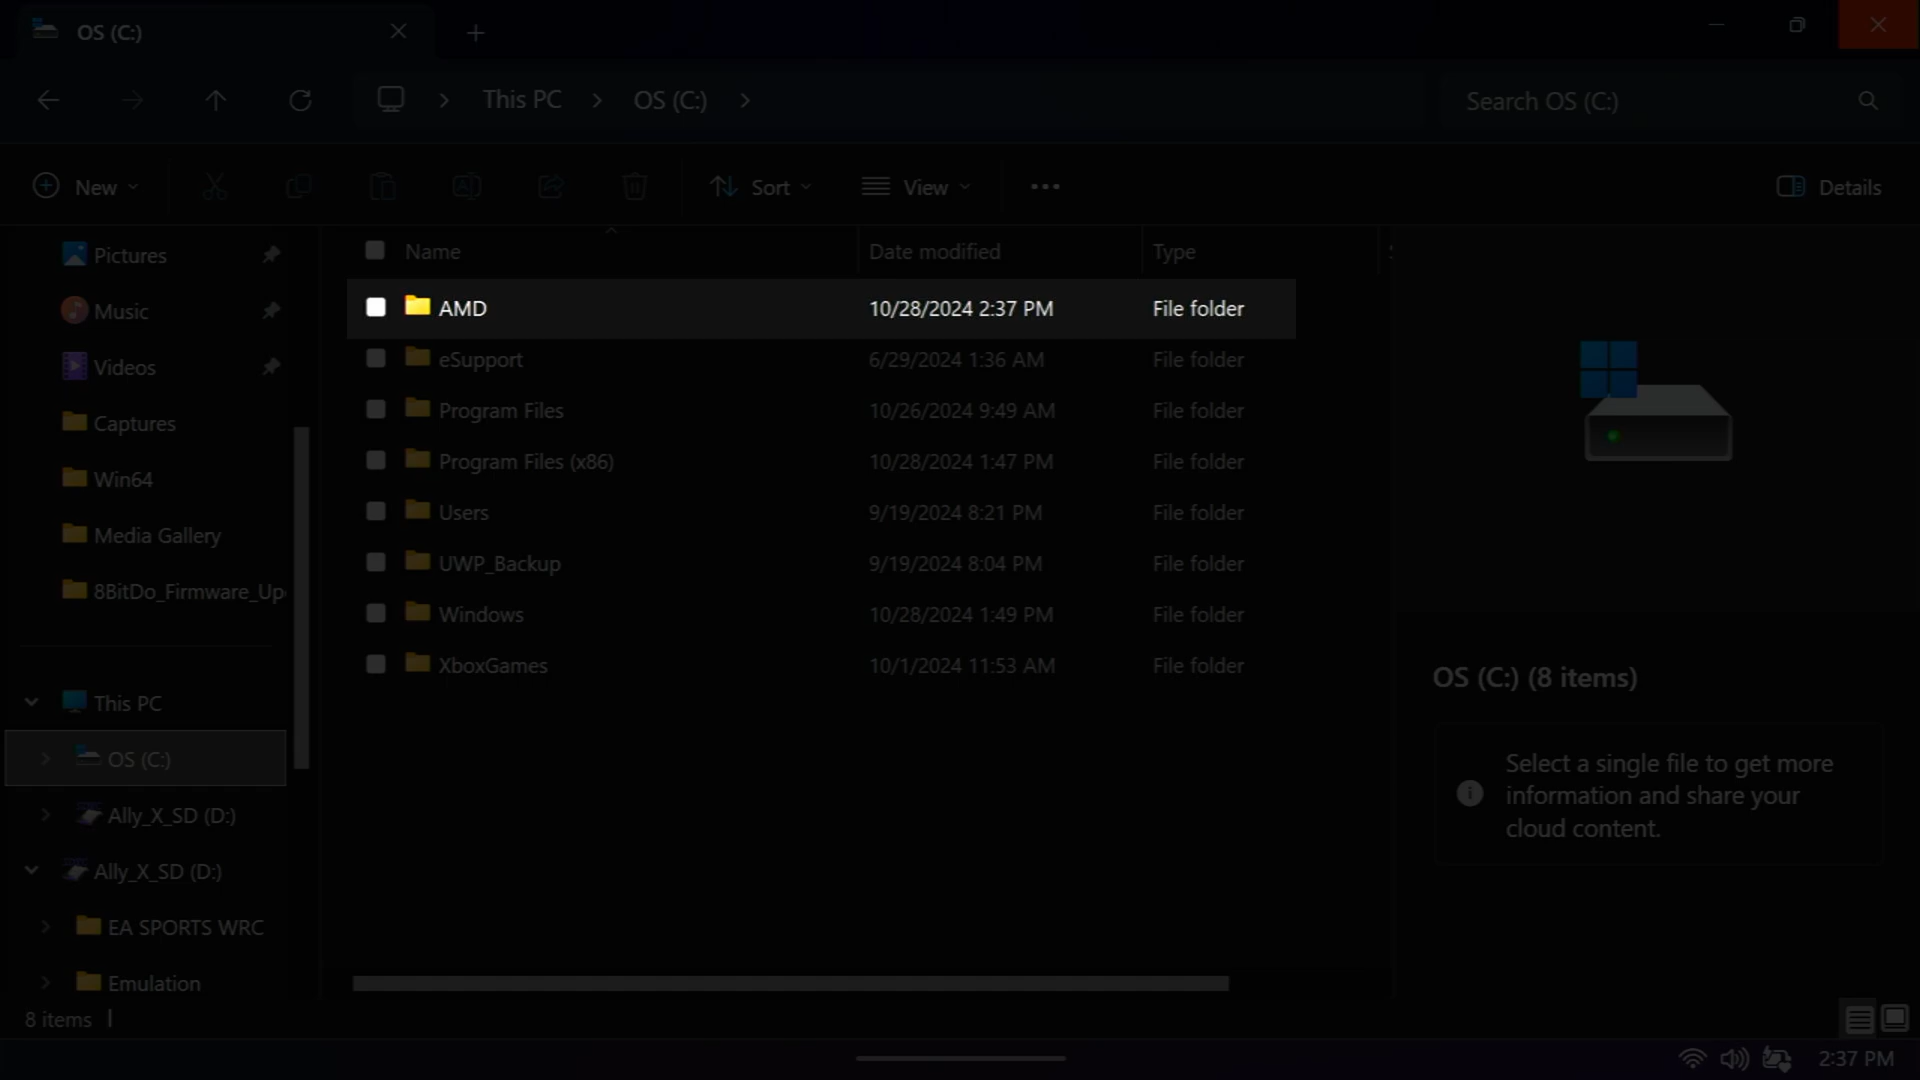 OS (C:)
This PC
OS (C:)
Search OS (C:)
New
Sort
View
Details
Pictures
Music
Videos
Captures
Win64
Media Gallery
8BitDo_Firmware_Up
This PC
OS (C:)
Ally_X_SD (D:)
Ally_X_SD (D:)
EA SPORTS WRC
Emulation
Name Date modified Type
AMD 10/28/2024 2:37 PM File folder
eSupport 6/29/2024 1:36 AM File folder
Program Files 10/26/2024 9:49 AM File folder
Program Files (x86) 10/28/2024 1:47 PM File folder
Users 9/19/2024 8:21 PM File folder
UWP_Backup 9/19/2024 8:04 PM File folder
Windows 10/28/2024 1:49 PM File folder
XboxGames 10/1/2024 11:53 AM File folder
OS (C:) (8 items)
Select a single file to get more
information and share your
cloud content.
8 items
2:37 PM